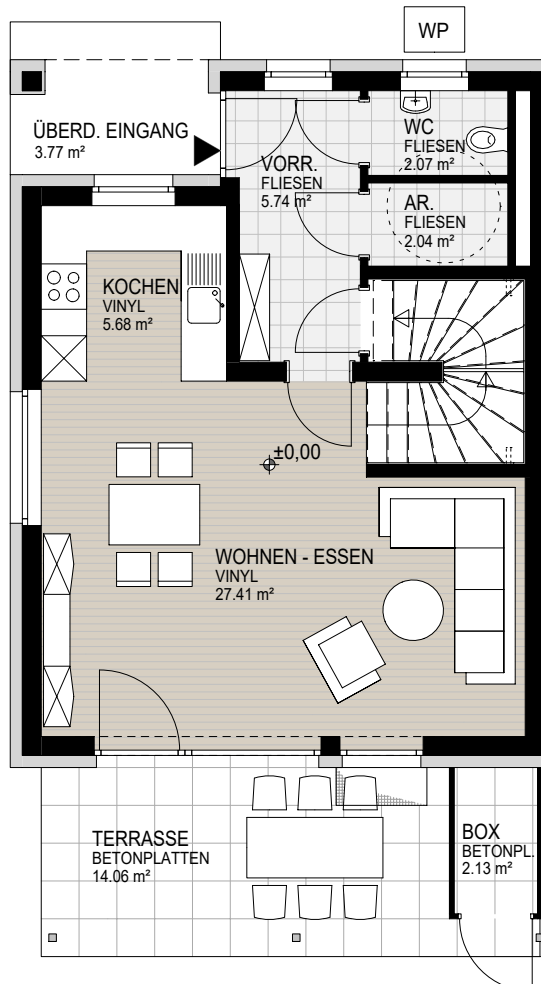 WP
ÜBERD. EINGANG
3.77 m²
WC
FLIESEN
2.07 m²
VORR.
FLIESEN
5.74 m²
AR.
FLIESEN
2.04 m²
KOCHEN
VINYL
5.68 m²
±0,00
WOHNEN - ESSEN
VINYL
27.41 m²
TERRASSE
BETONPLATTEN
14.06 m²
BOX
BETONPL.
2.13 m²